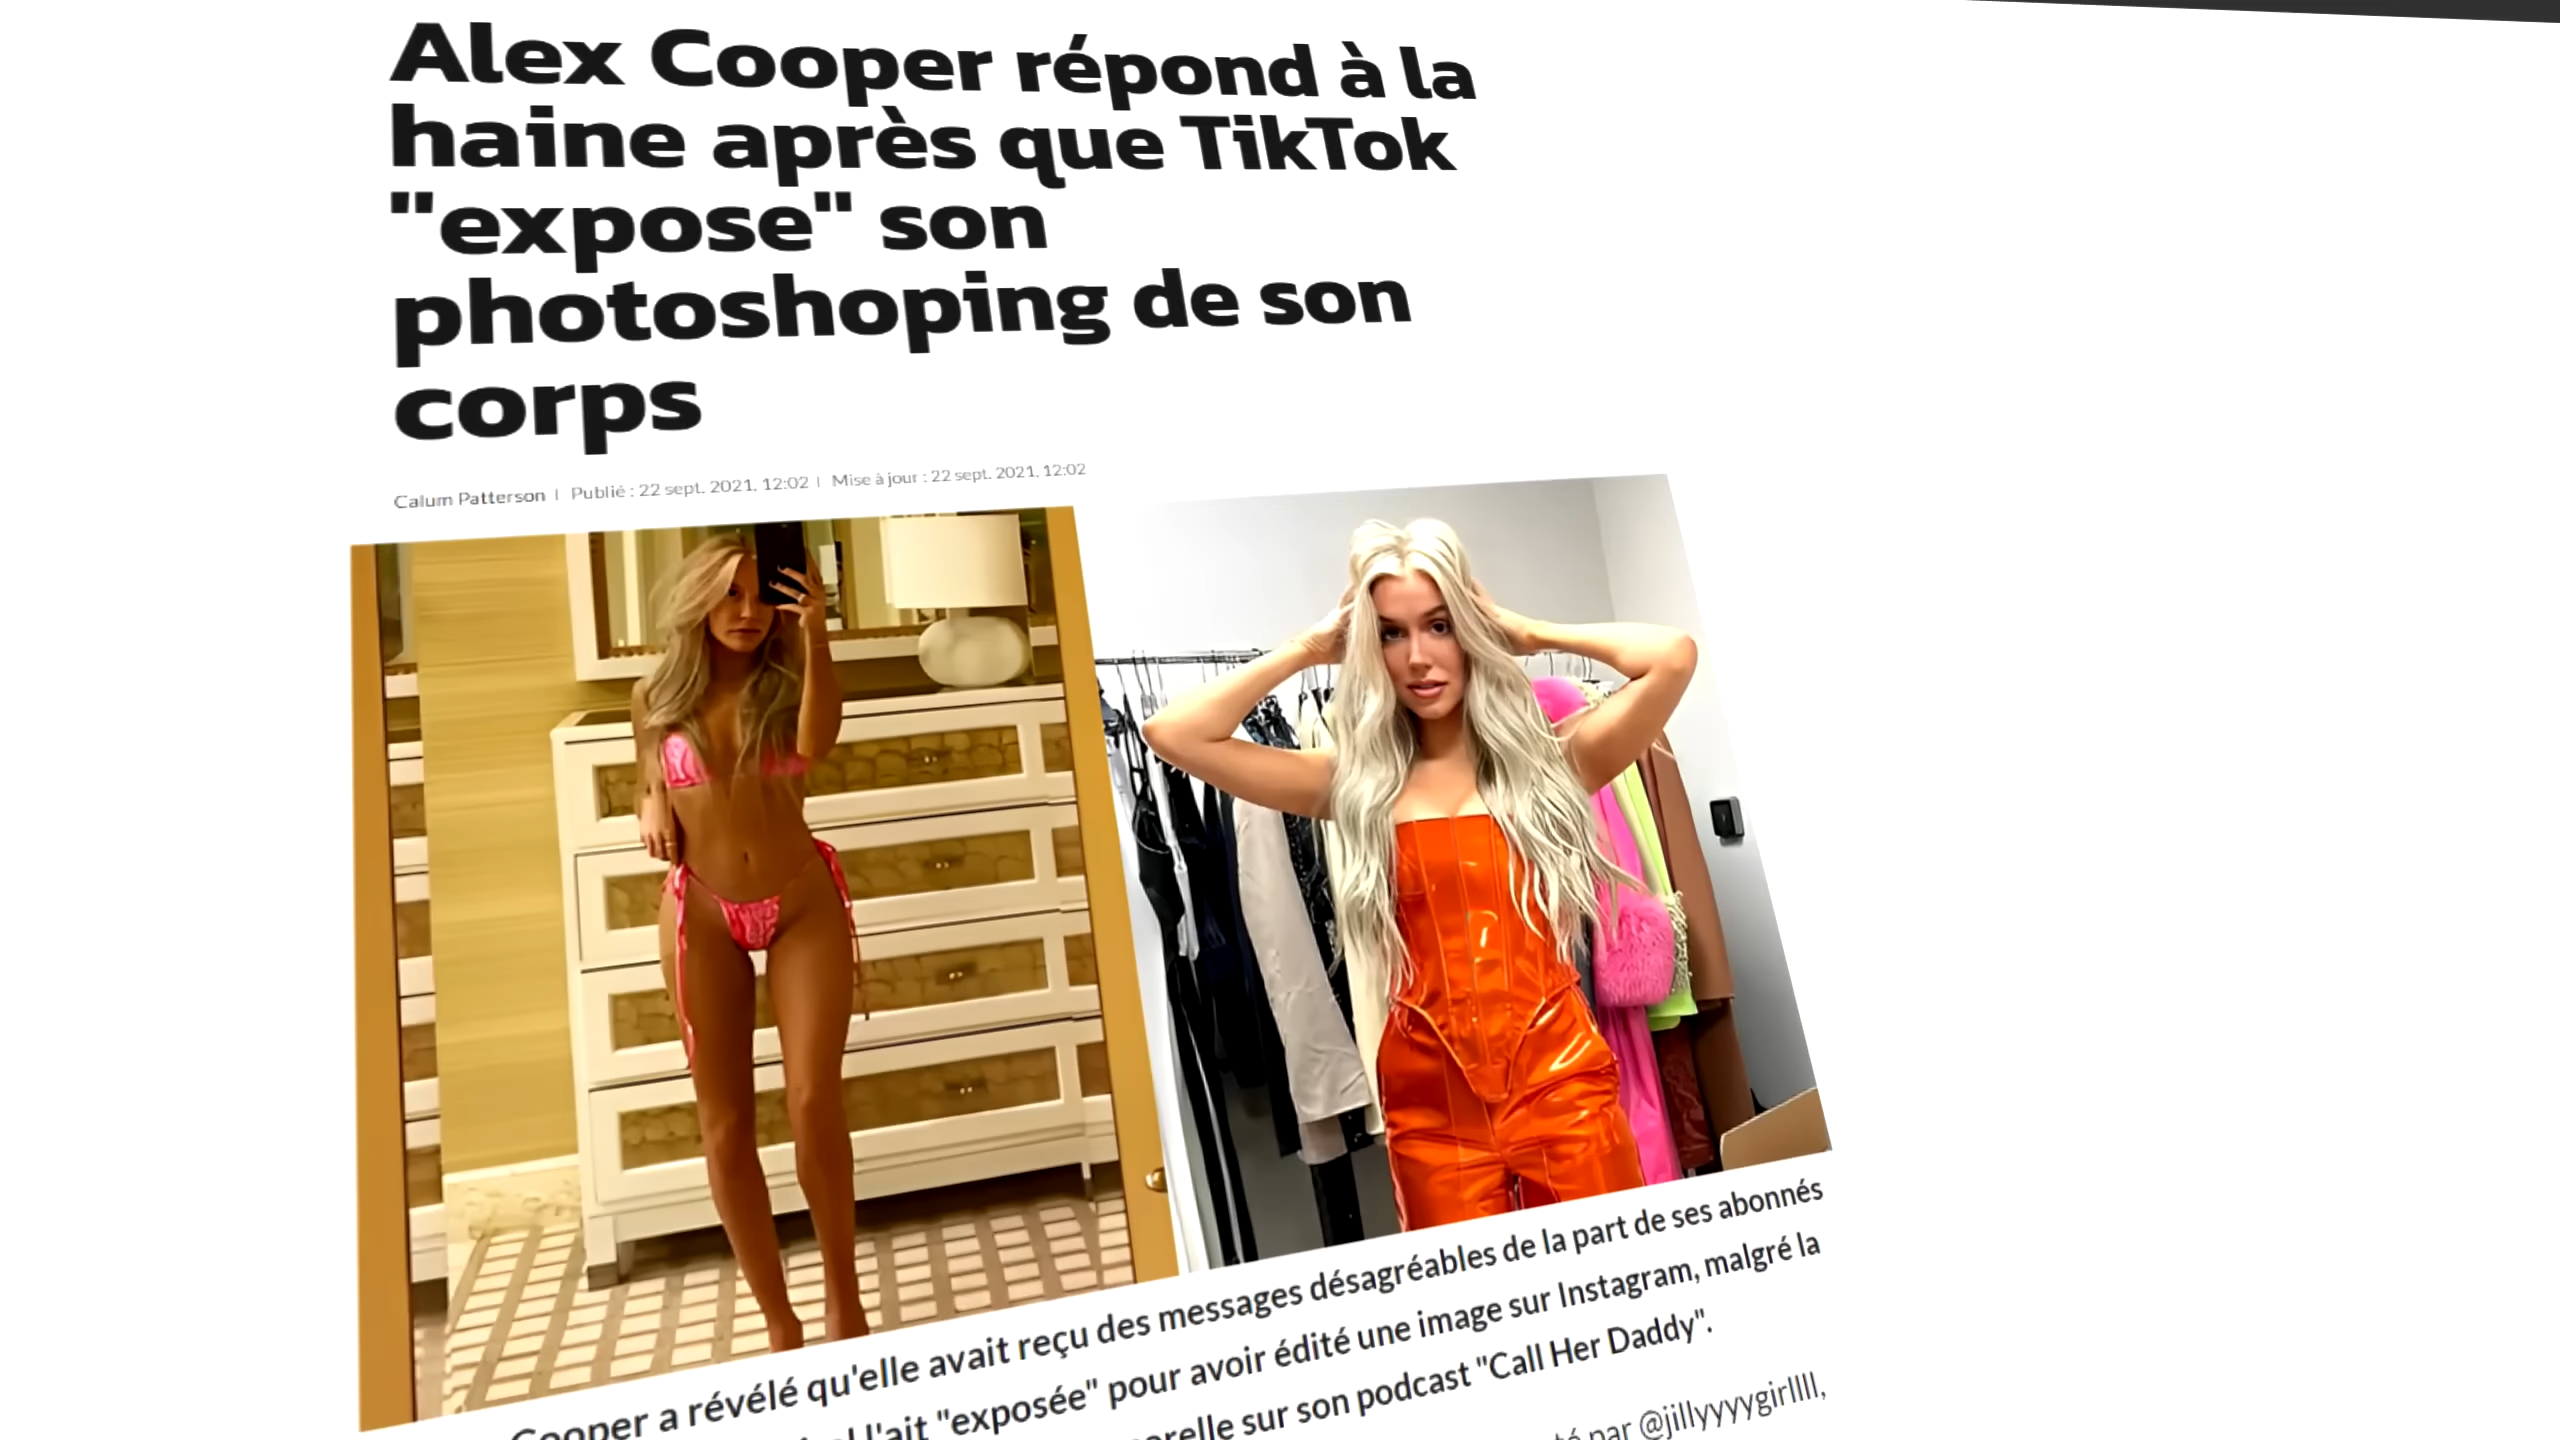 Alex Cooper répond à la
haine après que TikTok
"expose" son
photoshoping de son
corps
Calum Patterson | Publié : 22 sept. 2021, 12:02 | Mise à jour : 22 sept. 2021, 12:02
Cooper a révélé qu'elle avait reçu des messages désagréables de la part de ses abonnés
l'ait "exposée" pour avoir édité une image sur Instagram, malgré la
sur son podcast "Call Her Daddy".
par @jillyyyygirllll,